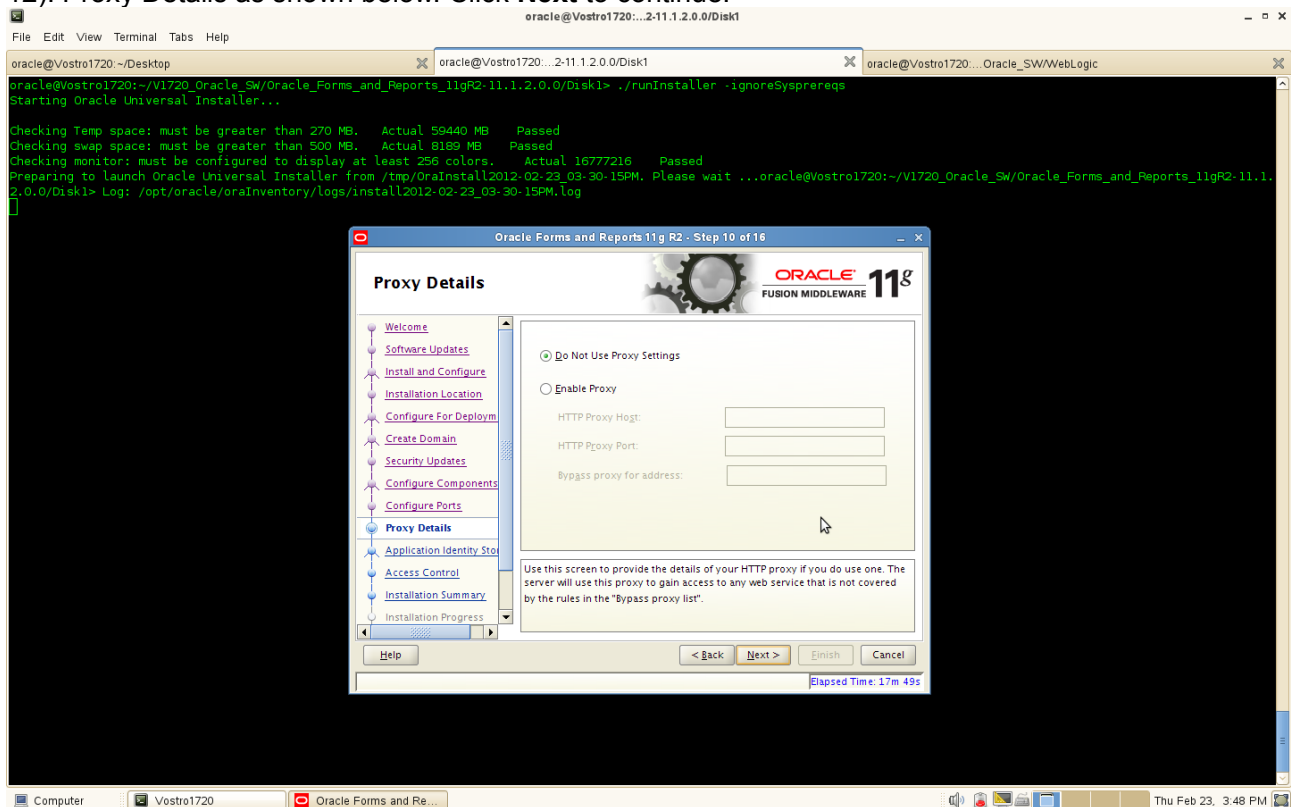 12). Proxy Details as shown below. Click Next to continue.
oracle@Vostro1720:...2-11.1.2.0.0/Disk1
File Edit View Terminal Tabs Help
oracle@Vostro1720:~/Desktop
oracle@Vostro1720:...2-11.1.2.0.0/Disk1
oracle@Vostro1720:...Oracle_SW/WebLogic
oracle@Vostro1720:~/V1720_Oracle_SW/Oracle_Forms_and_Reports_11gR2-11.1.2.0.0/Disk1> ./runInstaller -ignoreSysprereqs
Starting Oracle Universal Installer...
Checking Temp space: must be greater than 270 MB. Actual 59440 MB Passed
Checking swap space: must be greater than 500 MB. Actual 8189 MB Passed
Checking monitor: must be configured to display at least 256 colors. Actual 16777216 Passed
Preparing to launch Oracle Universal Installer from /tmp/OraInstall2012-02-23_03-30-15PM. Please wait ...oracle@Vostro1720:~/V1720_Oracle_SW/Oracle_Forms_and_Reports_11gR2-11.1.
2.0.0/Disk1> Log: /opt/oracle/oraInventory/logs/install2012-02-23_03-30-15PM.log
Oracle Forms and Reports 11g R2 - Step 10 of 16
Proxy Details
ORACLE
FUSION MIDDLEWARE
11g
Welcome
Software Updates
Install and Configure
Installation Location
Configure For Deploym
Create Domain
Security Updates
Configure Components
Configure Ports
Proxy Details
Application Identity Sto
Access Control
Installation Summary
Installation Progress
Do Not Use Proxy Settings
Enable Proxy
HTTP Proxy Host:
HTTP Proxy Port:
Bypass proxy for address:
Use this screen to provide the details of your HTTP proxy if you do use one. The
server will use this proxy to gain access to any web service that is not covered
by the rules in the "Bypass proxy list".
Help
< Back
Next >
Finish
Cancel
Elapsed Time: 17m 49s
Computer
Vostro1720
Oracle Forms and Re...
Thu Feb 23, 3:48 PM